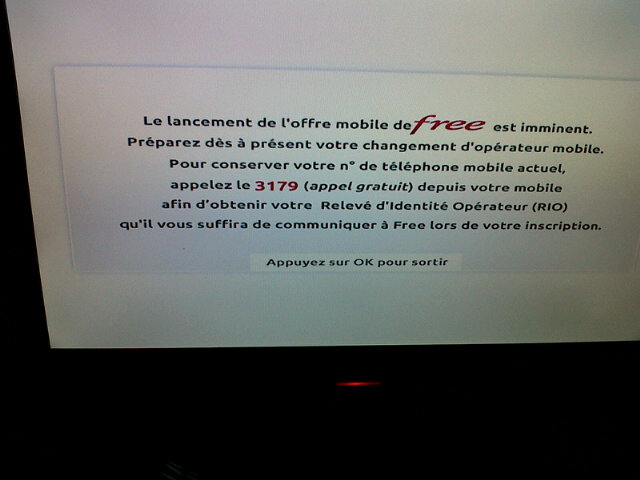 Le lancement de l'offre mobile de free est imminent.
Préparez dès à présent votre changement d'opérateur mobile.
Pour conserver votre n° de téléphone mobile actuel,
appelez le 3179 (appel gratuit) depuis votre mobile
afin d'obtenir votre Relevé d'Identité Opérateur (RIO)
qu'il vous suffira de communiquer à Free lors de votre inscription.
Appuyez sur OK pour sortir